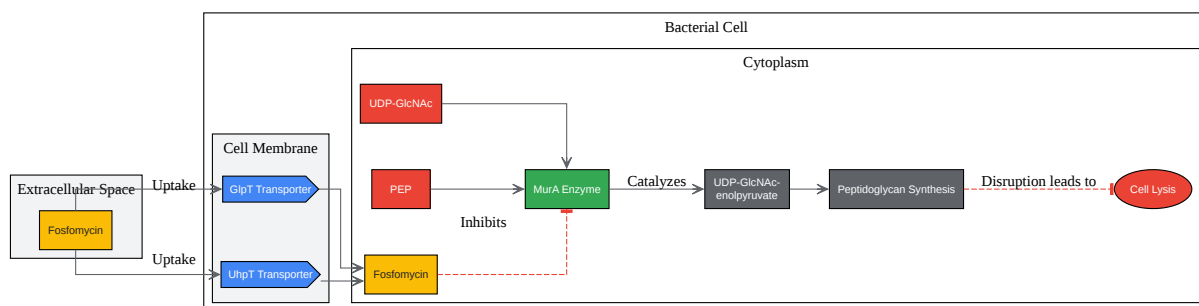 Bacterial Cell
Cytoplasm
UDP-GlcNAc
Cell Membrane
Extracellular Space
Uptake
GlpT Transporter
PEP
MurA Enzyme
Catalyzes
UDP-GlcNAc-
enolpyruvate
Peptidoglycan Synthesis
Disruption leads to
Cell Lysis
Inhibits
Fosfomycin
Uptake
UhpT Transporter
Fosfomycin